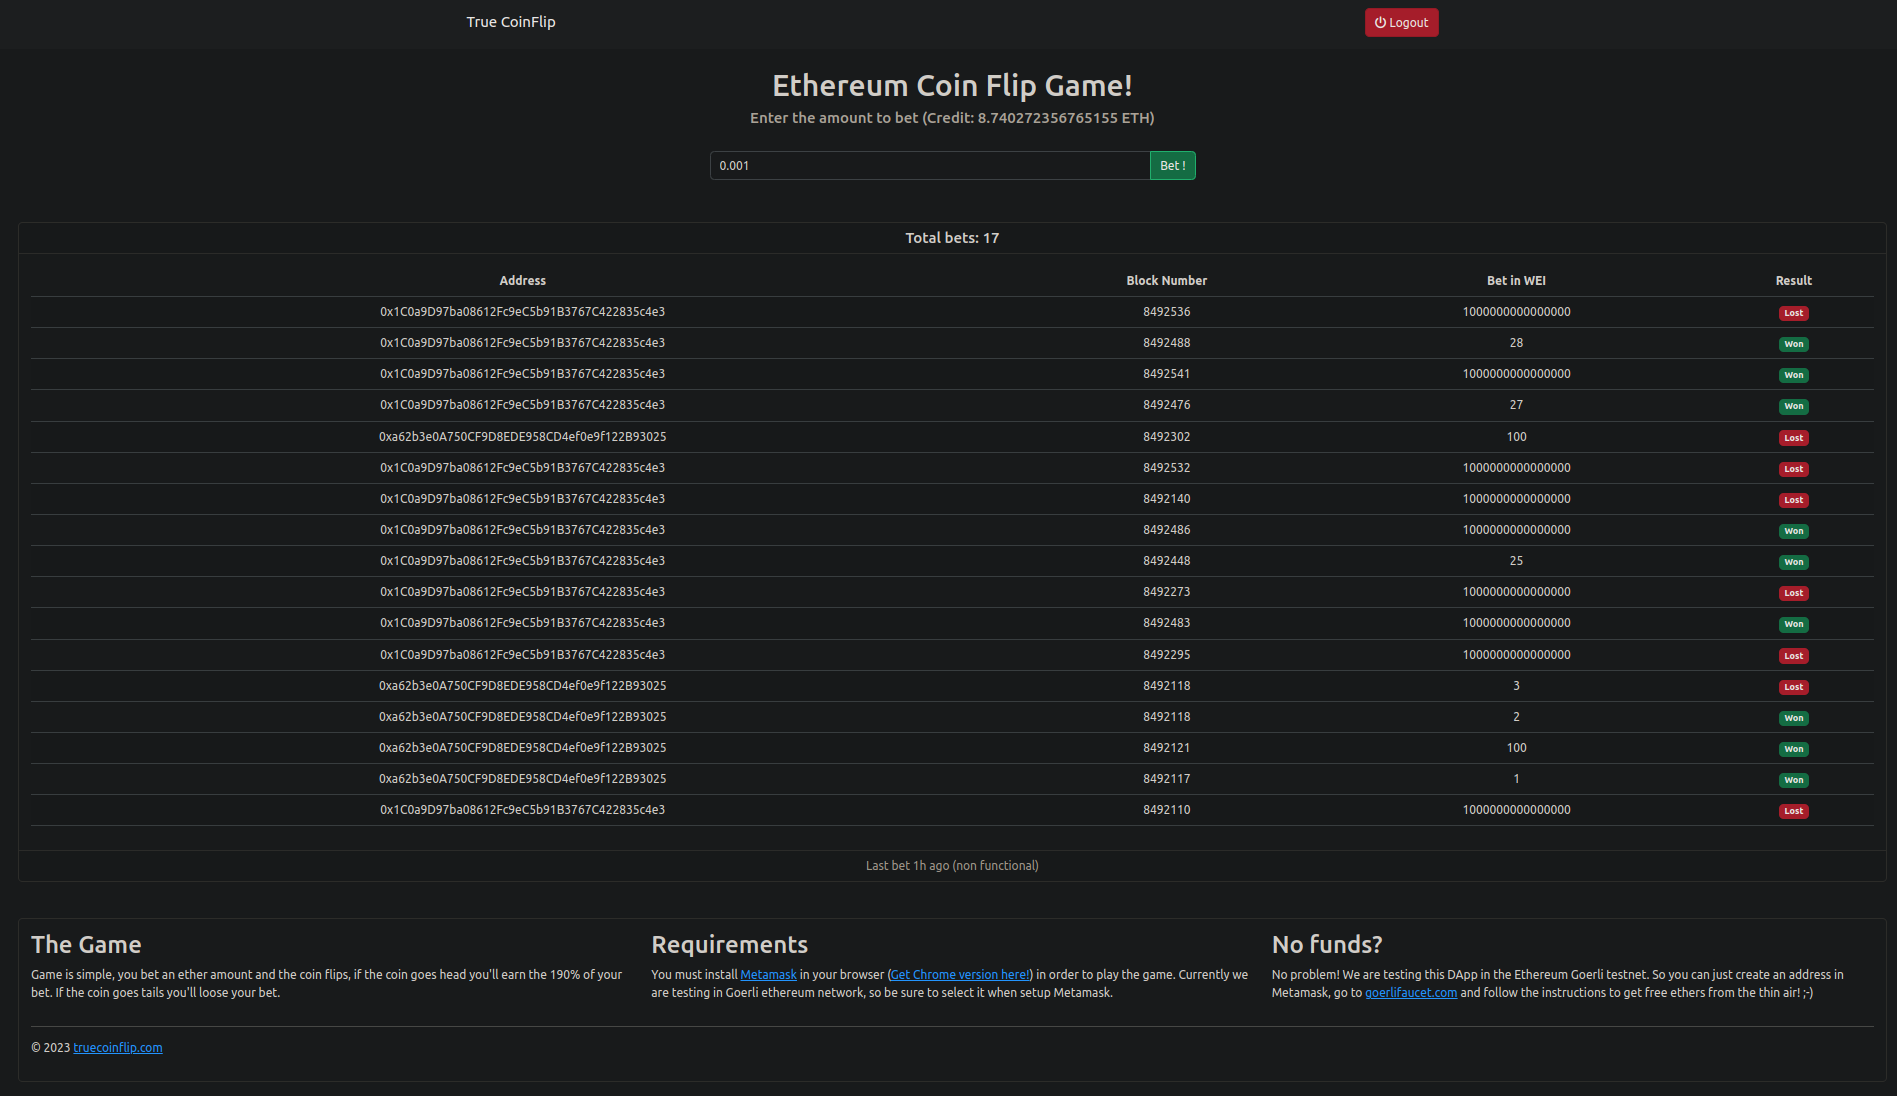 True CoinFlip
Logout
Ethereum Coin Flip Game!
Enter the amount to bet (Credit: 8.740272356765155 ETH)
0.001 Bet !
Total bets: 17
Address Block Number Bet in WEI Result
0x1C0a9D97ba08612Fc9eC5b91B3767C422835c4e3 8492536 1000000000000000 Lost
0x1C0a9D97ba08612Fc9eC5b91B3767C422835c4e3 8492488 28 Won
0x1C0a9D97ba08612Fc9eC5b91B3767C422835c4e3 8492541 1000000000000000 Won
0x1C0a9D97ba08612Fc9eC5b91B3767C422835c4e3 8492476 27 Won
0xa62b3e0A750CF9D8EDE958CD4ef0e9f122B93025 8492302 100 Lost
0x1C0a9D97ba08612Fc9eC5b91B3767C422835c4e3 8492532 1000000000000000 Lost
0x1C0a9D97ba08612Fc9eC5b91B3767C422835c4e3 8492140 1000000000000000 Lost
0x1C0a9D97ba08612Fc9eC5b91B3767C422835c4e3 8492486 1000000000000000 Won
0x1C0a9D97ba08612Fc9eC5b91B3767C422835c4e3 8492448 25 Won
0x1C0a9D97ba08612Fc9eC5b91B3767C422835c4e3 8492273 1000000000000000 Lost
0x1C0a9D97ba08612Fc9eC5b91B3767C422835c4e3 8492483 1000000000000000 Won
0x1C0a9D97ba08612Fc9eC5b91B3767C422835c4e3 8492295 1000000000000000 Lost
0xa62b3e0A750CF9D8EDE958CD4ef0e9f122B93025 8492118 3 Lost
0xa62b3e0A750CF9D8EDE958CD4ef0e9f122B93025 8492118 2 Won
0xa62b3e0A750CF9D8EDE958CD4ef0e9f122B93025 8492121 100 Won
0xa62b3e0A750CF9D8EDE958CD4ef0e9f122B93025 8492117 1 Won
0x1C0a9D97ba08612Fc9eC5b91B3767C422835c4e3 8492110 1000000000000000 Lost
Last bet 1h ago (non functional)
The Game
Game is simple, you bet an ether amount and the coin flips, if the coin goes head you'll earn the 190% of your
bet. If the coin goes tails you'll loose your bet.
Requirements
You must install Metamask in your browser (Get Chrome version here!) in order to play the game. Currently we
are testing in Goerli ethereum network, so be sure to select it when setup Metamask.
No funds?
No problem! We are testing this DApp in the Ethereum Goerli testnet. So you can just create an address in
Metamask, go to goerlifaucet.com and follow the instructions to get free ethers from the thin air! ;-)
© 2023 truecoinflip.com